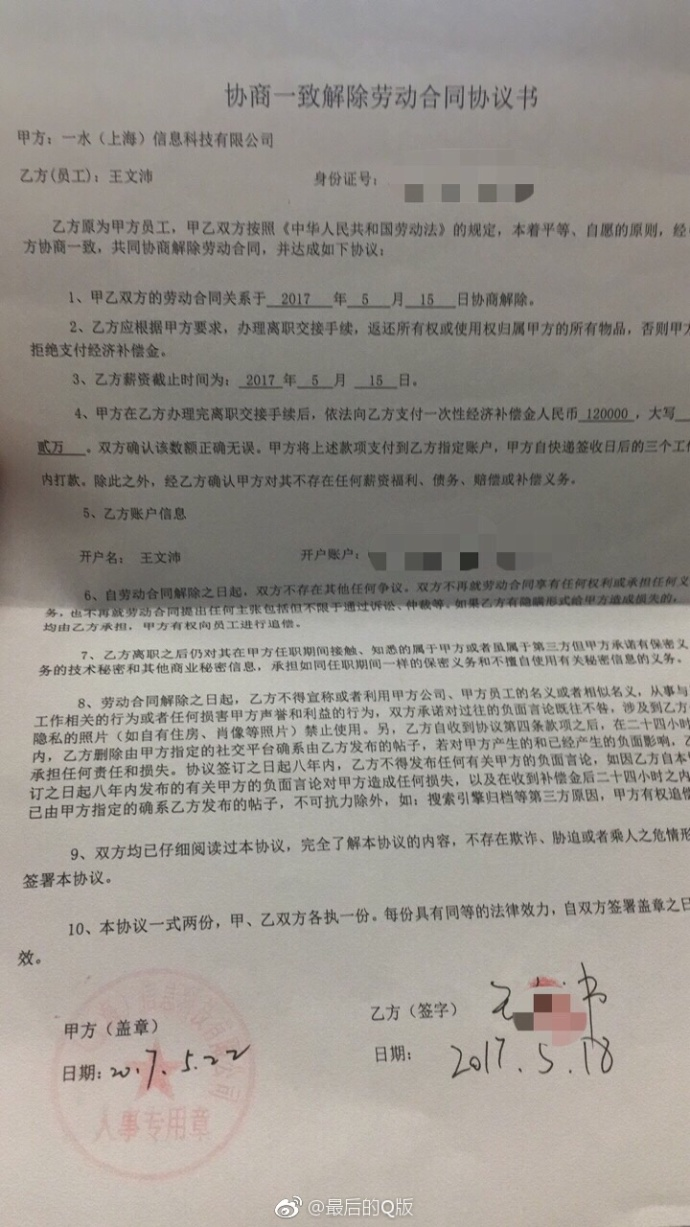 协商一致解除劳动合同协议书
甲方：一水（上海）信息科技有限公司
乙方(员工)：王文沛 身份证号：
乙方原为甲方员工，甲乙双方按照《中华人民共和国劳动法》的规定，本着平等、自愿的原则，经
方协商一致，共同协商解除劳动合同，并达成如下协议：
1、甲乙双方的劳动合同关系于 2017 年 5 月 15 日协商解除。
2、乙方应根据甲方要求，办理离职交接手续，返还所有权或使用权归属甲方的所有物品，否则甲方
拒绝支付经济补偿金。
3、乙方薪资截止时间为：2017 年 5 月 15 日。
4、甲方在乙方办理完离职交接手续后，依法向乙方支付一次性经济补偿金人民币 120000，大写
贰万 。双方确认该数额正确无误。甲方将上述款项支付到乙方指定账户，甲方自快递签收日后的三个工
内打款。除此之外，经乙方确认甲方对其不存在任何薪资福利、债务、赔偿或补偿义务。
5、乙方账户信息
开户名： 王文沛 开户账户：
6、自劳动合同解除之日起，双方不存在其他任何争议。双方不再就劳动合同享有任何权利或承担任何义
务，也不再就劳动合同提出任何主张包括但不限于通过诉讼、仲裁等。如果乙方有隐瞒形式给甲方造成损失的，
均由乙方承担，甲方有权向员工进行追偿。
7、乙方离职之后仍对其在甲方任职期间接触、知悉的属于甲方或者虽属于第三方但甲方承诺有保密义
务的技术秘密和其他商业秘密信息，承担如同任职期间一样的保密义务和不擅自使用有关秘密信息的义务。
8、劳动合同解除之日起，乙方不得宣称或者利用甲方公司、甲方员工的名义或者相似名义，从事与
工作相关的行为或者任何损害甲方声誉和利益的行为，双方承诺对过往的负面言论既往不咎，涉及到乙方
隐私的照片（如自有住房、肖像等照片）禁止使用。另，乙方自收到协议第四条款项之后，在二十四小时
内，乙方删除由甲方指定的社交平台确系由乙方发布的帖子，若对甲方产生的和已经产生的负面影响，乙
承担任何责任和损失。协议签订之日起八年内，乙方不得发布任何有关甲方的负面言论，如因乙方自本
订之日起八年内发布的有关甲方的负面言论对甲方造成任何损失，以及在收到补偿金后二十四小时之内
已由甲方指定的确系乙方发布的帖子，不可抗力除外，如：搜索引擎归档等第三方原因，甲方有权追偿
9、双方均已仔细阅读过本协议，完全了解本协议的内容，不存在欺诈、胁迫或者乘人之危情形
签署本协议。
10、本协议一式两份，甲、乙双方各执一份。每份具有同等的法律效力，自双方签署盖章之日
效。
甲方（盖章） 乙方（签字）
日期：2017.5.22 日期： 2017.5.18
人事专用章
@最后的Q版